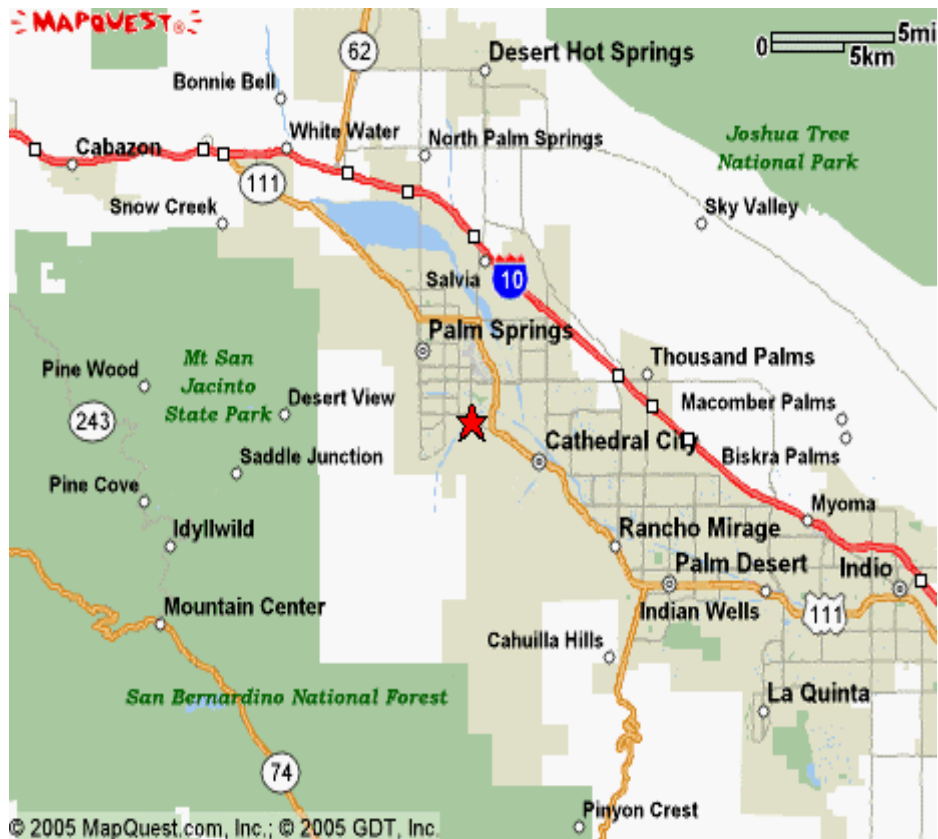 MAPQUEST®
0 5mi
5km
62
Desert Hot Springs
Bonnie Bell
White Water
North Palm Springs
Joshua Tree
National Park
Cabazon
111
Snow Creek
Sky Valley
Salvia
10
Palm Springs
Mt San
Jacinto
State Park
Pine Wood
Thousand Palms
Desert View
243
Macomber Palms
Cathedral City
Saddle Junction
Biskra Palms
Pine Cove
Myoma
Idyllwild
Rancho Mirage
Palm Desert
Indio
Mountain Center
Indian Wells
111
Cahuilla Hills
San Bernardino National Forest
La Quinta
74
Pinyon Crest
© 2005 MapQuest.com, Inc.; © 2005 GDT, Inc.